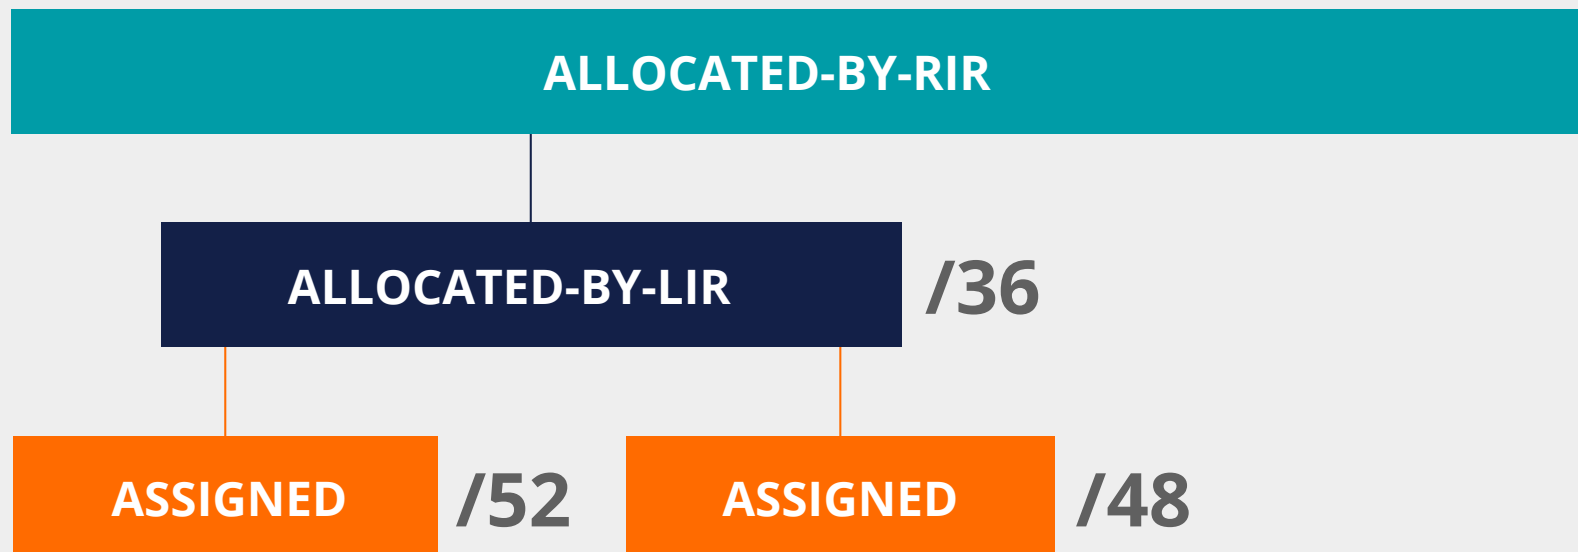 ALLOCATED-BY-RIR
ALLOCATED-BY-LIR /36
ASSIGNED /52 ASSIGNED /48